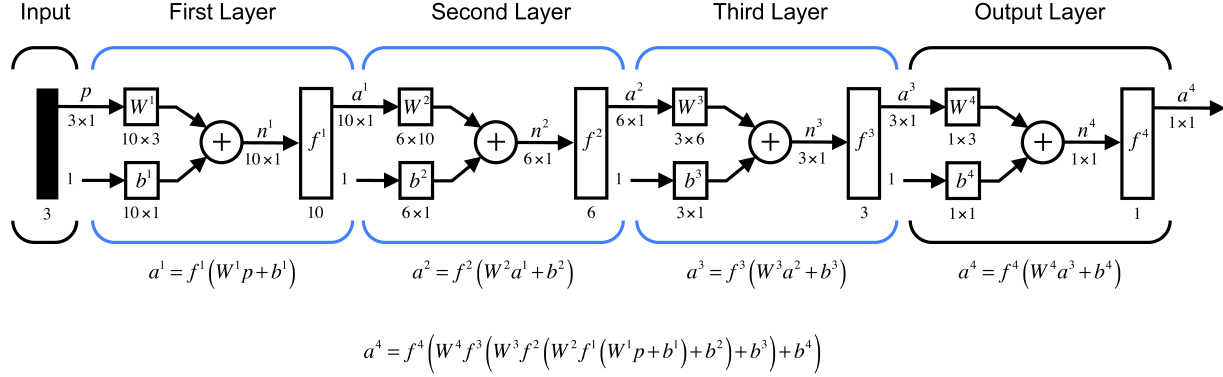 Input First Layer Second Layer Third Layer Output Layer
p a¹ a² a³ a⁴
W¹ W² W³ W⁴
3×1 10×1 6×1 3×1 1×1
10×3 6×10 3×6 1×3
n¹ n² n³ n⁴
+ f¹ + f² + f³ + f⁴
10×1 6×1 3×1 1×1
1 b¹ 1 b² 1 b³ 1 b⁴
3 10×1 10 6×1 6 3×1 3 1×1 1
a¹ = f¹(W¹p+b¹) a² = f²(W²a¹+b²) a³ = f³(W³a²+b³) a⁴ = f⁴(W⁴a³+b⁴)
a⁴ = f⁴(W⁴f³(W³f²(W²f¹(W¹p+b¹)+b²)+b³)+b⁴)